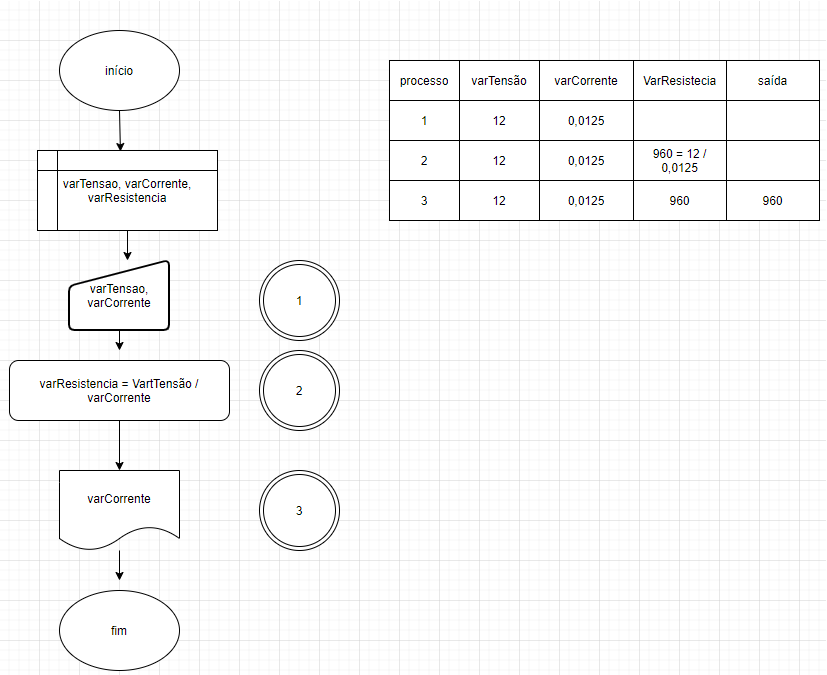 início
varTensao, varCorrente,
varResistencia
varTensao,
varCorrente
1
varResistencia = VartTensão /
varCorrente
2
varCorrente
3
fim
processo varTensão varCorrente VarResistecia saída
1 12 0,0125
960 = 12 /
2 12 0,0125
0,0125
3 12 0,0125 960 960